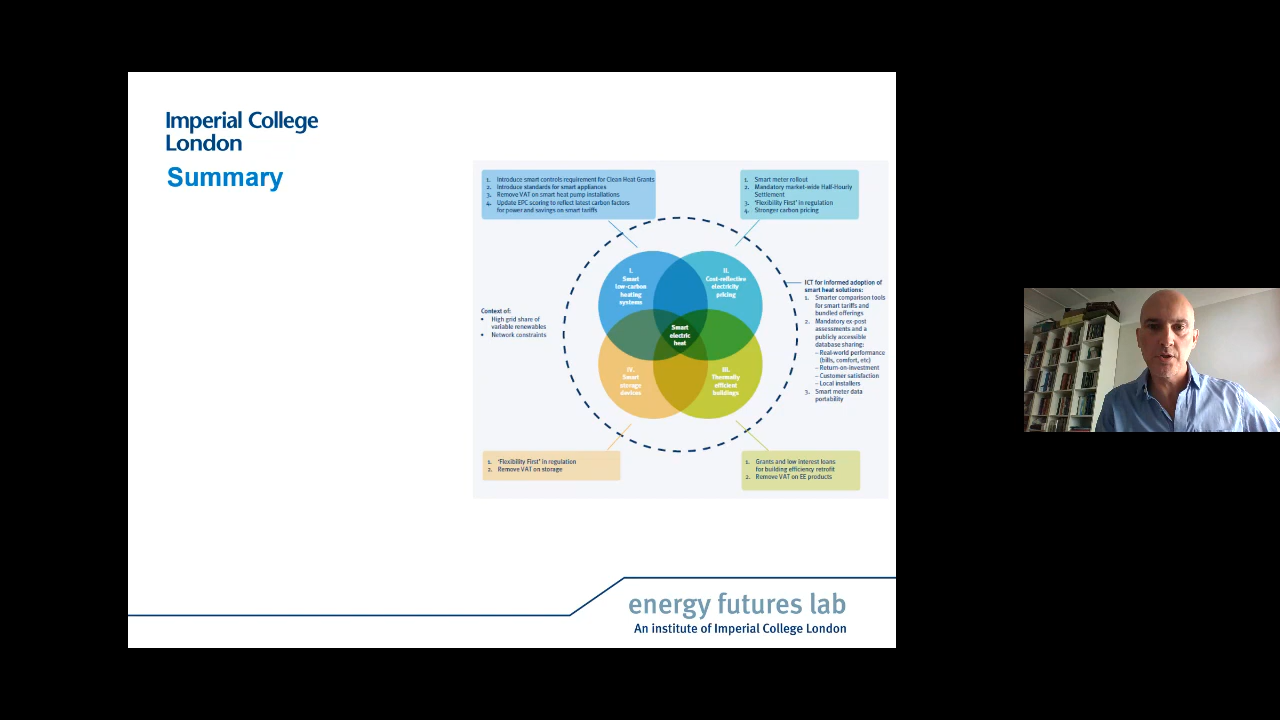 Imperial College
London
Summary
1. Introduce smart controls requirement for Clean Heat Grants
2. Introduce standards for smart appliances
3. Remove VAT on smart heat pump installations
4. Update EPC scoring to reflect latest carbon factors
for power and savings on smart tariffs
1. Smart meter rollout
2. Mandatory market-wide Half-Hourly
Settlement
3. ‘Flexibility First’ in regulation
4. Stronger carbon pricing
I.
Smart
low-carbon
heating
systems
II.
Cost-reflective
electricity
pricing
Context of:
• High grid share of
variable renewables
• Network constraints
Smart
electric
heat
ICT for informed adoption of
smart heat solutions:
1. Smarter comparison tools
for smart tariffs and
bundled offerings
2. Mandatory ex-post
assessments and a
publicly accessible
database sharing:
– Real-world performance
(bills, comfort, etc)
– Return-on-investment
– Customer satisfaction
– Local installers
3. Smart meter data
portability
IV.
Smart
storage
devices
III.
Thermally
efficient
buildings
1. ‘Flexibility First’ in regulation
2. Remove VAT on storage
1. Grants and low interest loans
for building efficiency retrofit
2. Remove VAT on EE products
energy futures lab
An institute of Imperial College London